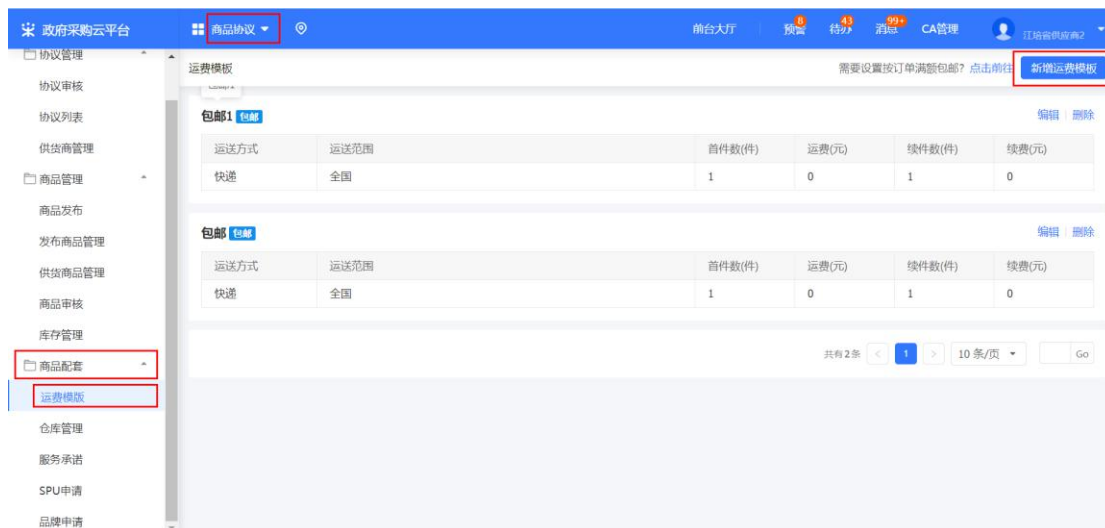 政府采购云平台 商品协议 前台大厅 预警 8 待办 43 消息 99+ CA管理 江培省供应商2
协议管理
协议审核
协议列表
供货商管理
商品管理
商品发布
发布商品管理
供货商品管理
商品审核
库存管理
商品配套
运费模版
仓库管理
服务承诺
SPU申请
品牌申请
运费模板 需要设置按订单满额包邮? 点击前往 新增运费模板
包邮1 包邮 编辑 删除
运送方式 运送范围 首件数(件) 运费(元) 续件数(件) 续费(元)
快递 全国 1 0 1 0
包邮 包邮 编辑 删除
运送方式 运送范围 首件数(件) 运费(元) 续件数(件) 续费(元)
快递 全国 1 0 1 0
共有2条 < 1 > 10 条/页 Go